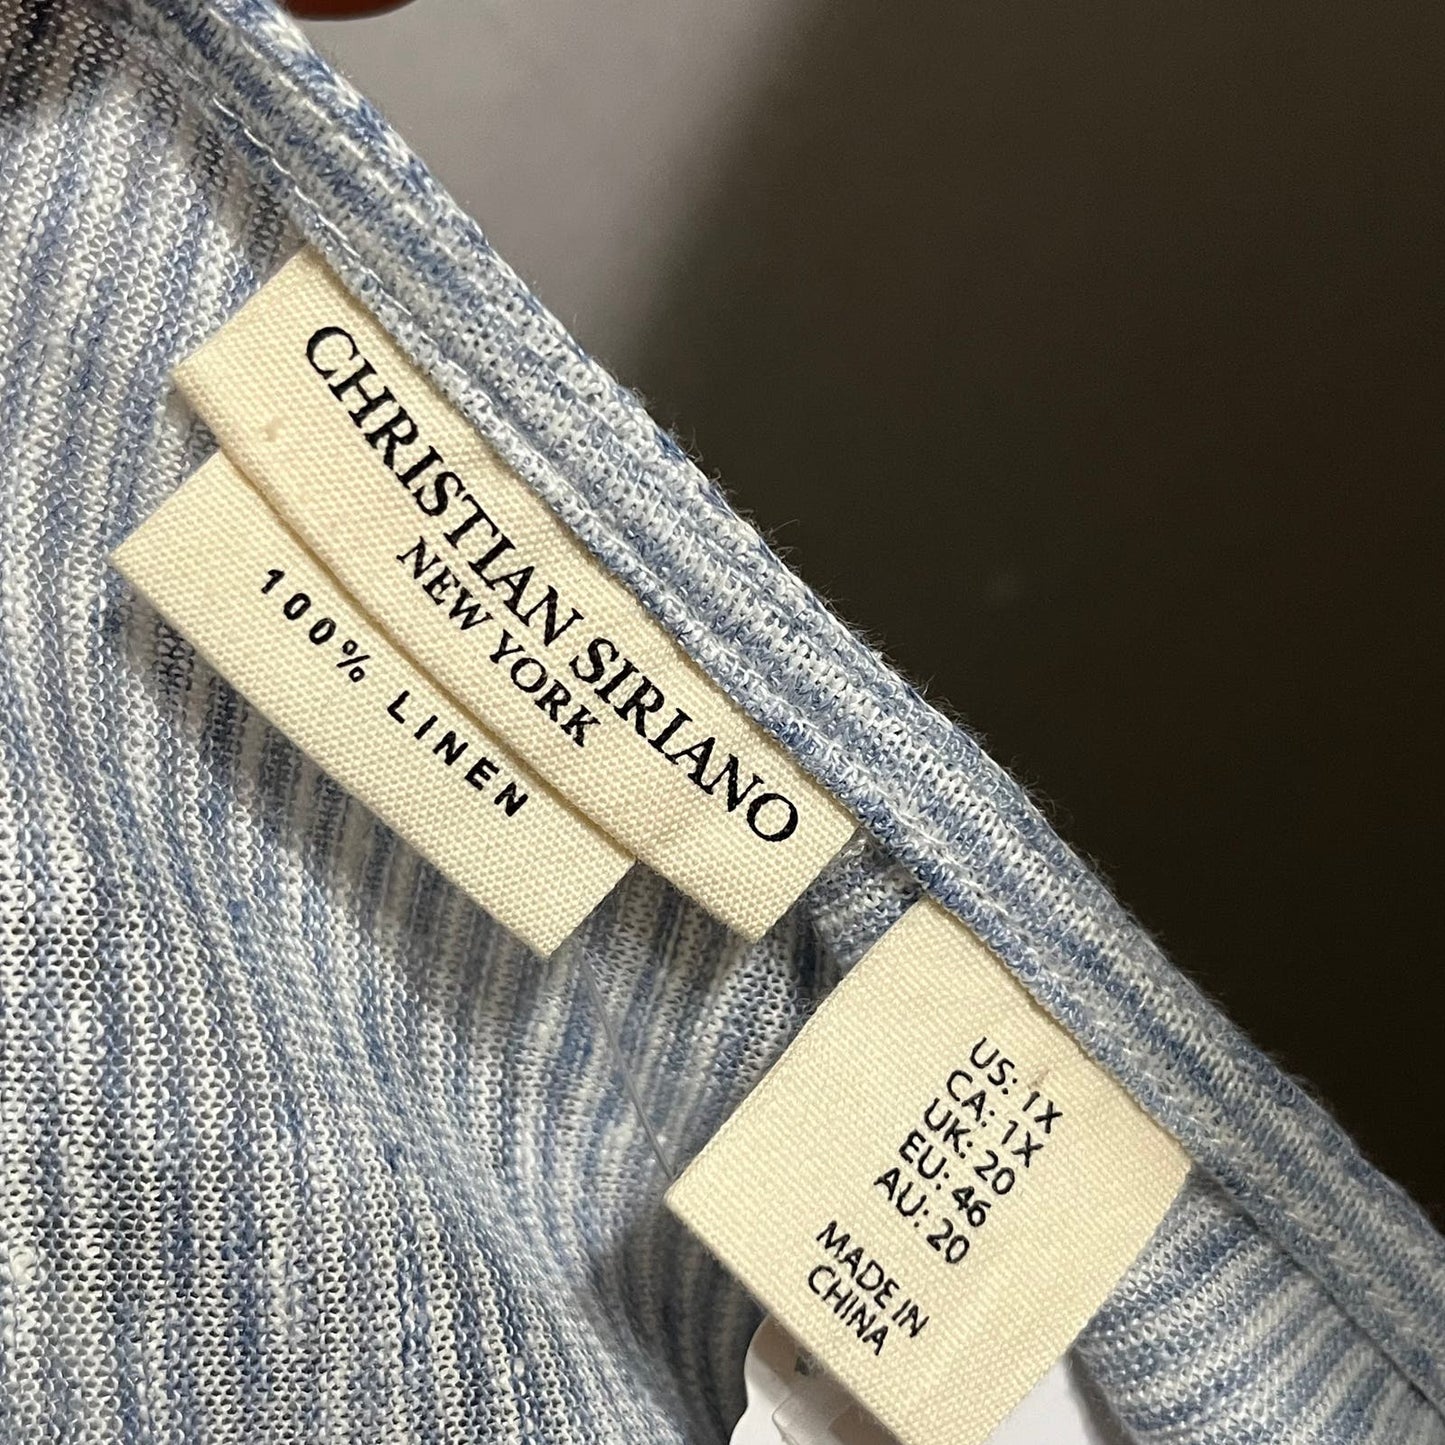 CHRISTIAN SIRIANO
NEW YORK
100% LINEN
US: 1X
CA: 1X
UK: 20
EU: 46
AU: 20
MADE IN
CHINA